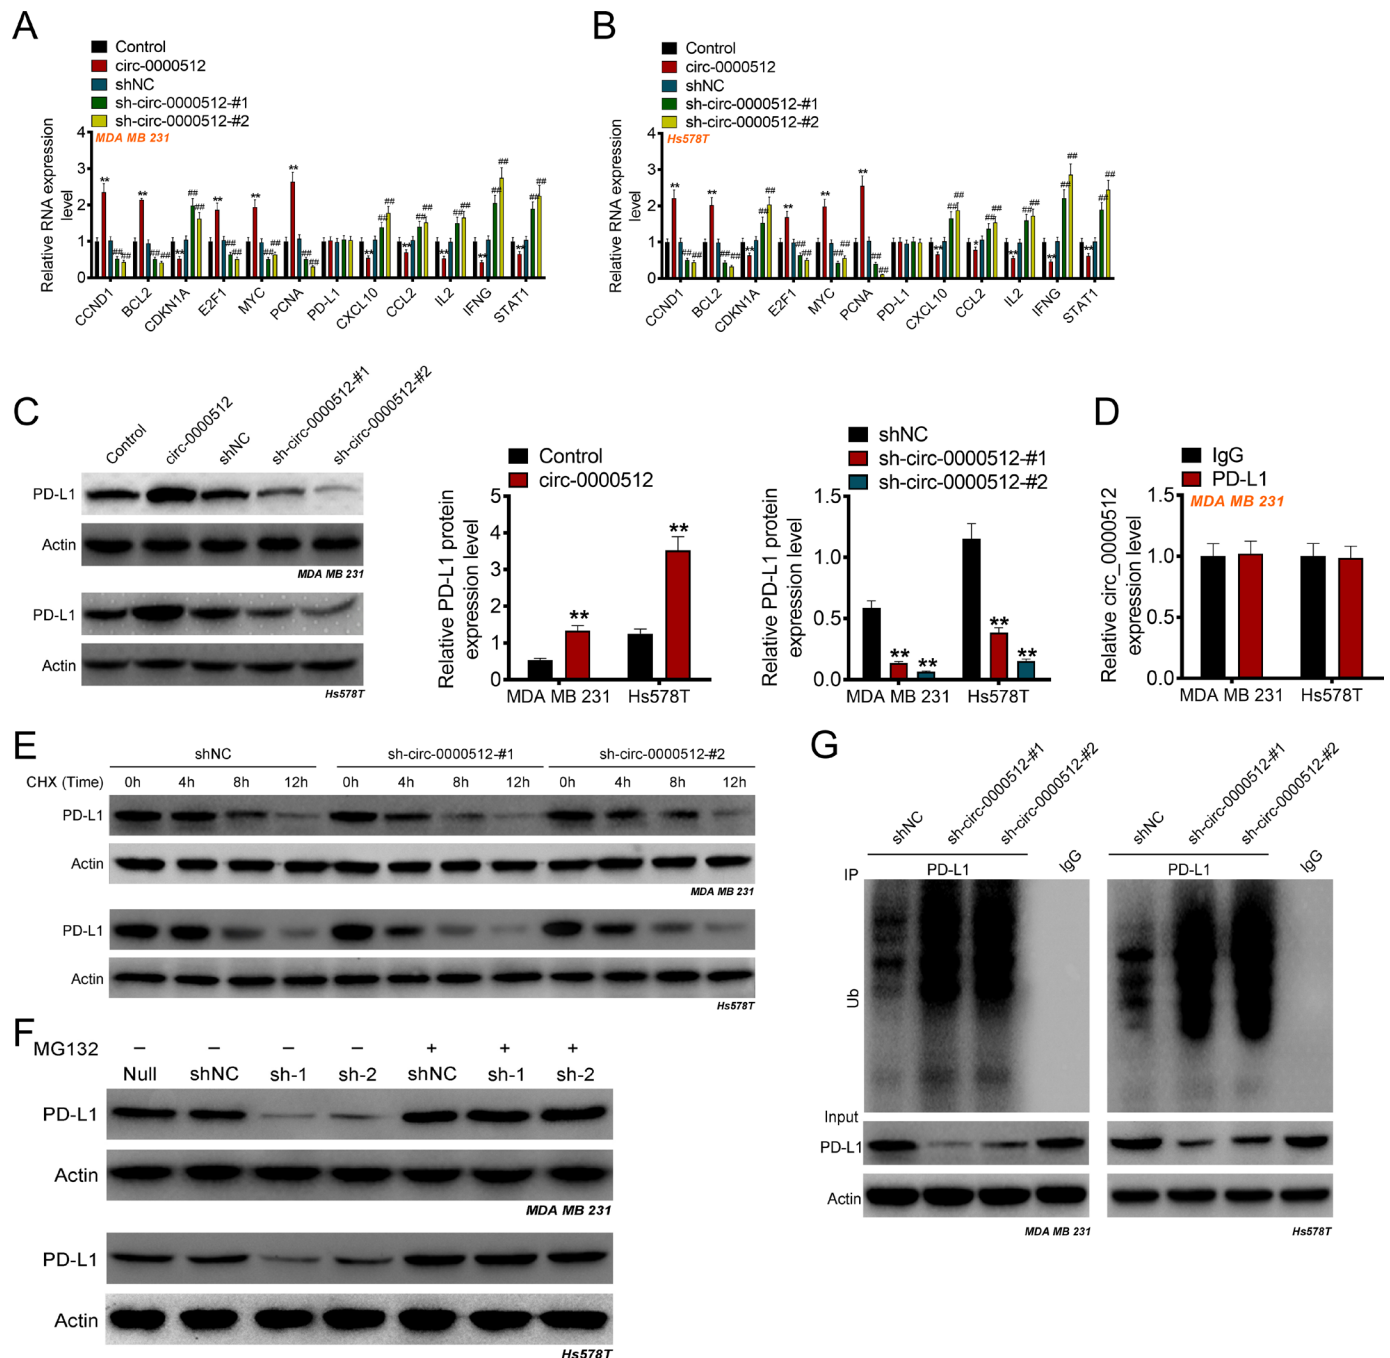 A
Control
circ-0000512
shNC
sh-circ-0000512-#1
sh-circ-0000512-#2
MDA MB 231
Relative RNA expression
level
4
3
2
1
0
** ## ## ** ## ## ** ## ## ** ## ## ** ## ## ** ## ## ** ## ## ** ## ## ** ## ## ** ## ## ** ## ##
CCND1 BCL2 CDKN1A E2F1 MYC PCNA PD-L1 CXCL10 CCL2 IL2 IFNG STAT1
B
Control
circ-0000512
shNC
sh-circ-0000512-#1
sh-circ-0000512-#2
Hs578T
Relative RNA expression
level
4
3
2
1
0
** ## ## ** ## ## ** ## ## ** ## ## ** ## ## ** ## ## ** ## ## * ## ## ** ## ## ** ## ## ** ## ##
CCND1 BCL2 CDKN1A E2F1 MYC PCNA PD-L1 CXCL10 CCL2 IL2 IFNG STAT1
C
Control circ-0000512 shNC sh-circ-0000512-#1 sh-circ-0000512-#2
PD-L1
Actin
MDA MB 231
PD-L1
Actin
Hs578T
Control
circ-0000512
Relative PD-L1 protein
expression level
5
4
3
2
1
0
** **
MDA MB 231 Hs578T
shNC
sh-circ-0000512-#1
sh-circ-0000512-#2
Relative PD-L1 protein
expression level
1.5
1.0
0.5
0.0
** ** ** **
MDA MB 231 Hs578T
D
IgG
PD-L1
MDA MB 231
Relative circ_0000512
expression level
1.5
1.0
0.5
0.0
MDA MB 231 Hs578T
E
shNC sh-circ-0000512-#1 sh-circ-0000512-#2
CHX (Time) 0h 4h 8h 12h 0h 4h 8h 12h 0h 4h 8h 12h
PD-L1
Actin
MDA MB 231
PD-L1
Actin
Hs578T
F
MG132 – – – – + + +
Null shNC sh-1 sh-2 shNC sh-1 sh-2
PD-L1
Actin
MDA MB 231
PD-L1
Actin
Hs578T
G
shNC sh-circ-0000512-#1 sh-circ-0000512-#2 IgG shNC sh-circ-0000512-#1 sh-circ-0000512-#2 IgG
IP PD-L1 PD-L1
Ub
Input
PD-L1
Actin
MDA MB 231 Hs578T